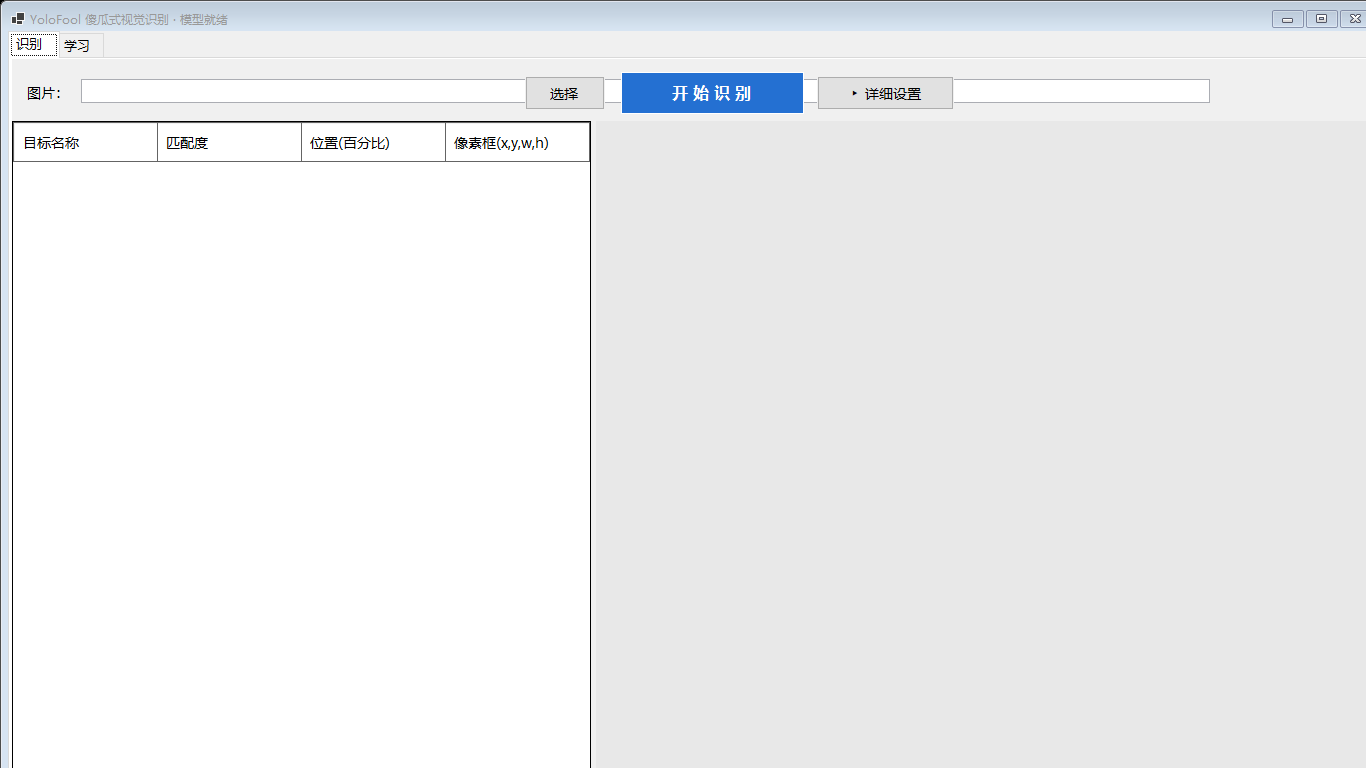 YoloFool 傻瓜式视觉识别 · 模型就绪
识别 学习
图片： 选择 开 始 识 别 ▸ 详细设置
目标名称 匹配度 位置(百分比) 像素框(x,y,w,h)